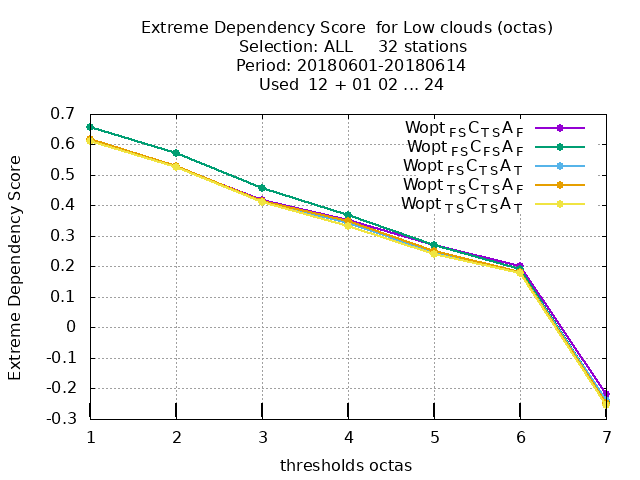 Extreme Dependency Score  for Low clouds (octas)
Selection: ALL     32 stations
Period: 20180601-20180614
Used  12 + 01 02 ... 24
Extreme Dependency Score
0.7
0.6
0.5
0.4
0.3
0.2
0.1
0
-0.1
-0.2
-0.3
Wopt FS C TS A F
Wopt FS C FS A F
Wopt FS C TS A T
Wopt TS C TS A F
Wopt TS C TS A T
1 2 3 4 5 6 7
thresholds octas